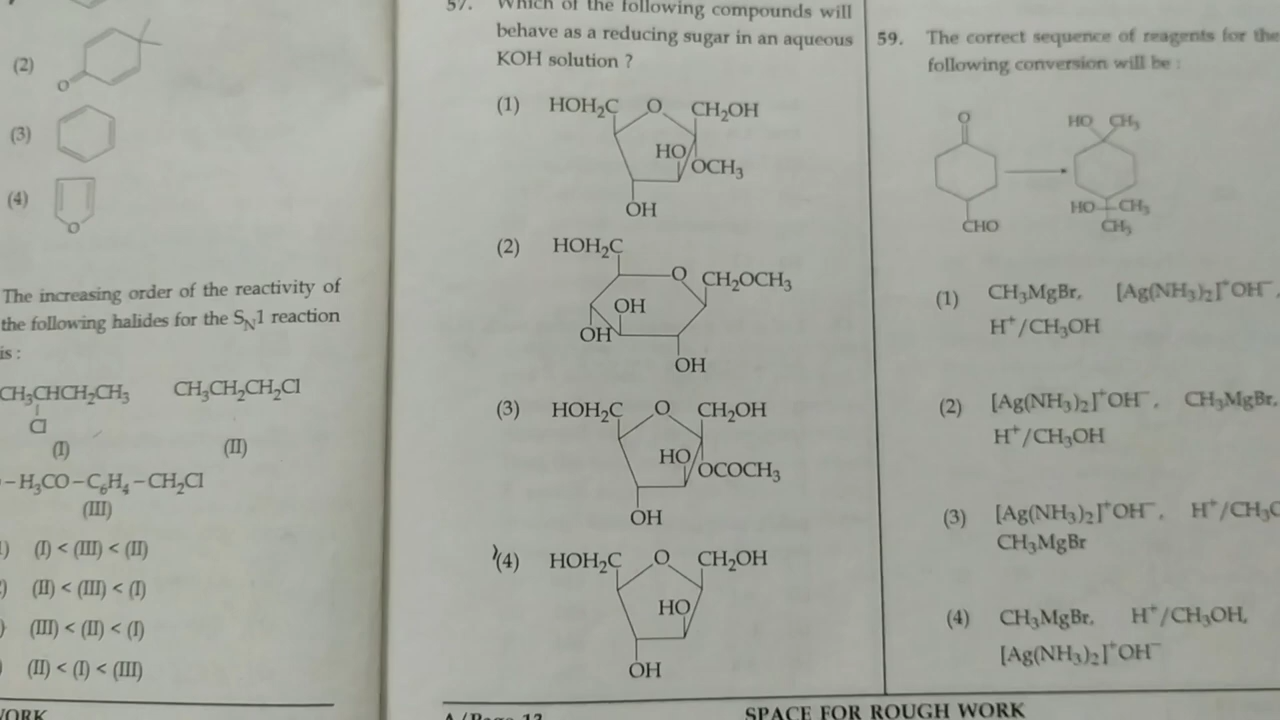 (2)
O
(3)
(4)
O
The increasing order of the reactivity of
the following halides for the SN1 reaction
is :
CH3CHCH2CH3 CH3CH2CH2Cl
Cl
(I) (II)
-H3CO-C6H4-CH2Cl
(III)
(I) < (III) < (II)
(II) < (III) < (I)
(III) < (II) < (I)
(II) < (I) < (III)
57. Which of the following compounds will
behave as a reducing sugar in an aqueous
KOH solution ?
(1) HOH2C O CH2OH
HO
OCH3
OH
(2) HOH2C
O CH2OCH3
OH
OH
OH
(3) HOH2C O CH2OH
HO
OCOCH3
OH
(4) HOH2C O CH2OH
HO
OH
A/Page 13
SPACE FOR ROUGH WORK
59. The correct sequence of reagents for the
following conversion will be :
O HO CH3
HO CH3
CHO CH3
(1) CH3MgBr, [Ag(NH3)2]+OH-,
H+/CH3OH
(2) [Ag(NH3)2]+OH-, CH3MgBr,
H+/CH3OH
(3) [Ag(NH3)2]+OH-, H+/CH3O
CH3MgBr
(4) CH3MgBr, H+/CH3OH,
[Ag(NH3)2]+OH-